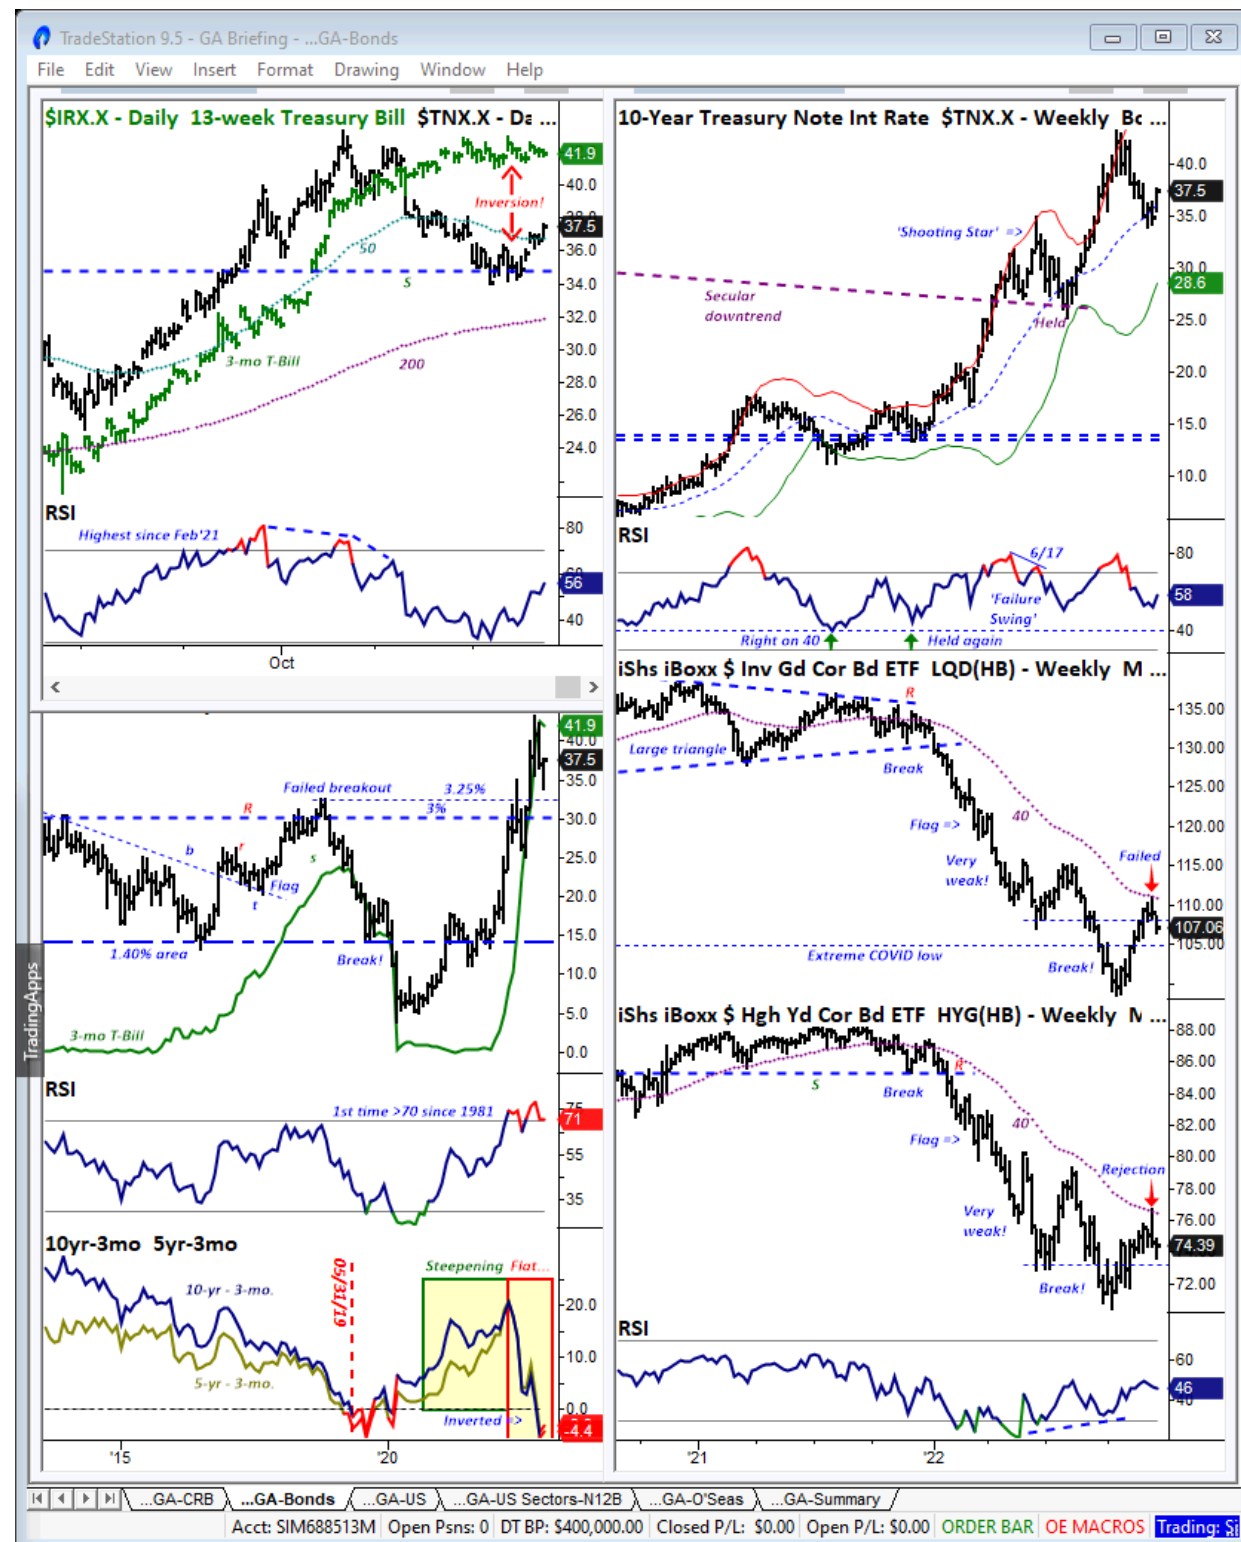 TradeStation 9.5 - GA Briefing - ...GA-Bonds
File Edit View Insert Format Drawing Window Help
$IRX.X - Daily 13-week Treasury Bill $TNX.X - Da ...
41.9
40.0
38.0
37.5
36.0
34.0
32.0
30.0
28.0
26.0
24.0
Inversion!
50
S
3-mo T-Bill
200
RSI
Highest since Feb'21
80
60
56
40
Oct
10-Year Treasury Note Int Rate $TNX.X - Weekly Bc ...
40.0
37.5
35.0
30.0
28.6
25.0
20.0
15.0
10.0
'Shooting Star' =>
Secular
downtrend
Held
RSI
6/17
80
58
40
'Failure
Swing'
Right on 40
Held again
iShs iBoxx $ Inv Gd Cor Bd ETF LQD(HB) - Weekly M ...
R
135.00
130.00
125.00
120.00
115.00
110.00
107.06
105.00
Large triangle
Break
Flag =>
40
Very
weak!
Failed
Extreme COVID low
Break!
iShs iBoxx $ Hgh Yd Cor Bd ETF HYG(HB) - Weekly M ...
88.00
86.00
84.00
82.00
80.00
78.00
76.00
74.39
72.00
R
S
Break
Flag =>
40
Rejection
Very
weak!
Break!
RSI
60
46
40
'21
'22
41.9
40.0
37.5
35.0
30.0
25.0
20.0
15.0
10.0
5.0
0.0
Failed breakout
3.25%
3%
R
r
b
s
Flag
t
1.40% area
Break!
3-mo T-Bill
RSI
1st time >70 since 1981
75
71
55
35
10yr-3mo 5yr-3mo
05/31/19
Steepening
Flat...
10-yr - 3-mo.
5-yr - 3-mo.
Inverted =>
20.0
10.0
0.0
-4.4
'15
'20
TradingApps
...GA-CRB ...GA-Bonds ...GA-US ...GA-US Sectors-N12B ...GA-O'Seas ...GA-Summary
Acct: SIM688513M Open Psns: 0 DT BP: $400,000.00 Closed P/L: $0.00 Open P/L: $0.00 ORDER BAR OE MACROS Trading: Si